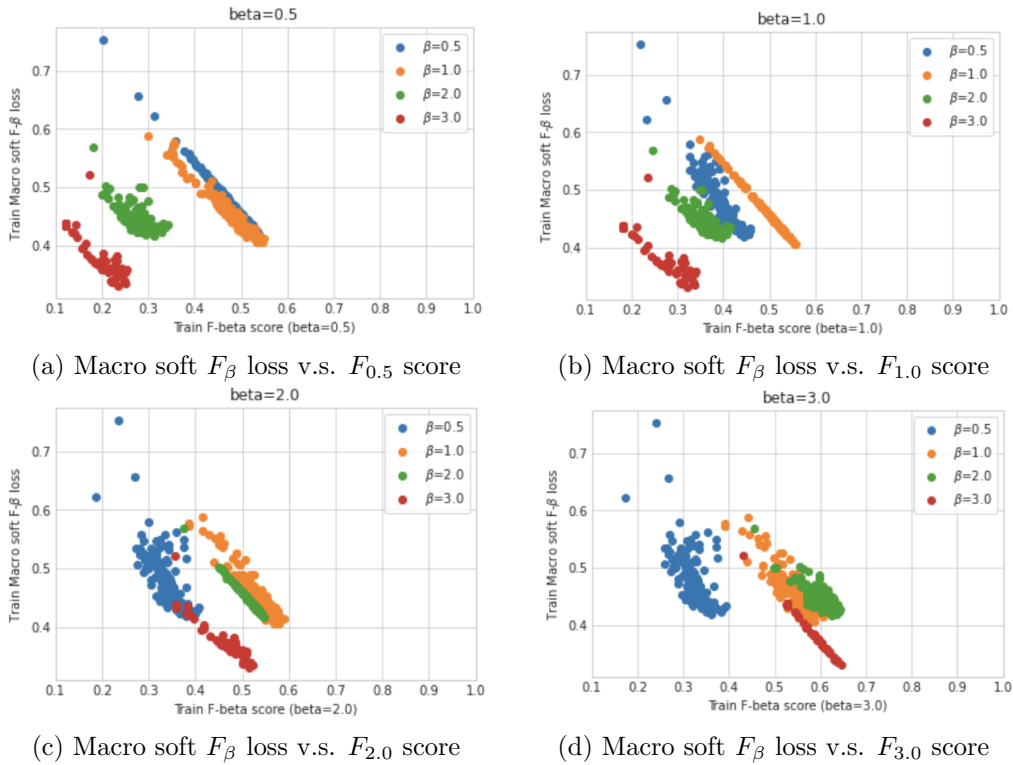 beta=0.5
Train Macro soft F-β loss
0.7
0.6
0.5
0.4
β=0.5
β=1.0
β=2.0
β=3.0
0.1 0.2 0.3 0.4 0.5 0.6 0.7 0.8 0.9 1.0
Train F-beta score (beta=0.5)
(a) Macro soft Fβ loss v.s. F0.5 score
beta=1.0
Train Macro soft F-β loss
0.7
0.6
0.5
0.4
β=0.5
β=1.0
β=2.0
β=3.0
0.1 0.2 0.3 0.4 0.5 0.6 0.7 0.8 0.9 1.0
Train F-beta score (beta=1.0)
(b) Macro soft Fβ loss v.s. F1.0 score
beta=2.0
Train Macro soft F-β loss
0.7
0.6
0.5
0.4
β=0.5
β=1.0
β=2.0
β=3.0
0.1 0.2 0.3 0.4 0.5 0.6 0.7 0.8 0.9 1.0
Train F-beta score (beta=2.0)
(c) Macro soft Fβ loss v.s. F2.0 score
beta=3.0
Train Macro soft F-β loss
0.7
0.6
0.5
0.4
β=0.5
β=1.0
β=2.0
β=3.0
0.1 0.2 0.3 0.4 0.5 0.6 0.7 0.8 0.9 1.0
Train F-beta score (beta=3.0)
(d) Macro soft Fβ loss v.s. F3.0 score